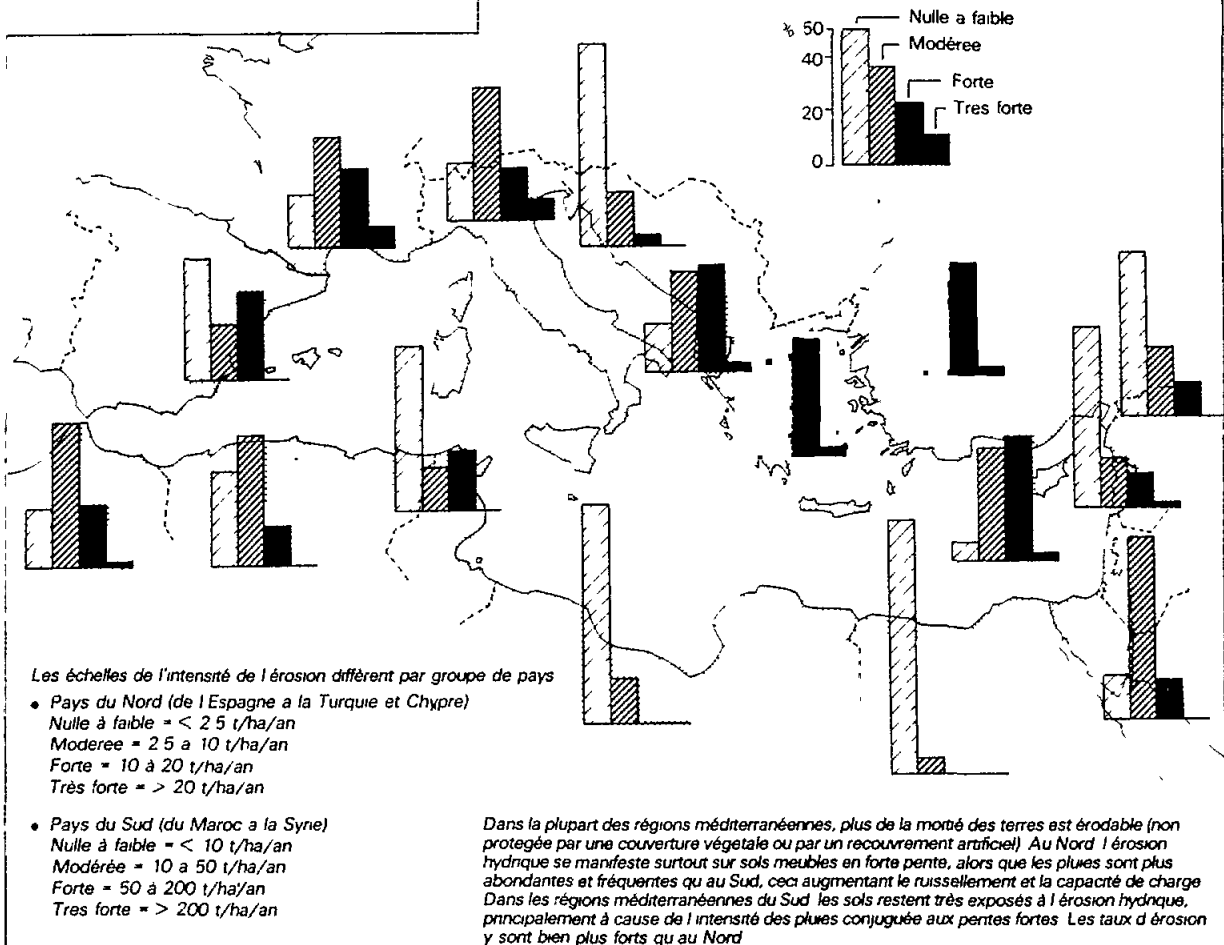 Nulle a faible
% 50
Modéree
40
Forte
20
Tres forte
0
Les échelles de l'intensité de l érosion diffèrent par groupe de pays
• Pays du Nord (de l Espagne a la Turquie et Chypre)
Nulle à faible = < 2 5 t/ha/an
Moderee = 2 5 a 10 t/ha/an
Forte = 10 à 20 t/ha/an
Très forte = > 20 t/ha/an
• Pays du Sud (du Maroc a la Syrie)
Nulle à faible = < 10 t/ha/an
Modérée = 10 a 50 t/ha/an
Forte = 50 à 200 t/ha/an
Tres forte = > 200 t/ha/an
Dans la plupart des régions méditerranéennes, plus de la moitié des terres est érodable (non
protegée par une couverture végetale ou par un recouvrement artificiel) Au Nord l érosion
hydrique se manifeste surtout sur sols meubles en forte pente, alors que les pluies sont plus
abondantes et fréquentes qu au Sud, ceci augmentant le ruissellement et la capacité de charge
Dans les régions méditerranéennes du Sud les sols restent très exposés à l érosion hydrique,
principalement à cause de l intensité des pluies conjuguée aux pentes fortes Les taux d érosion
y sont bien plus forts qu au Nord